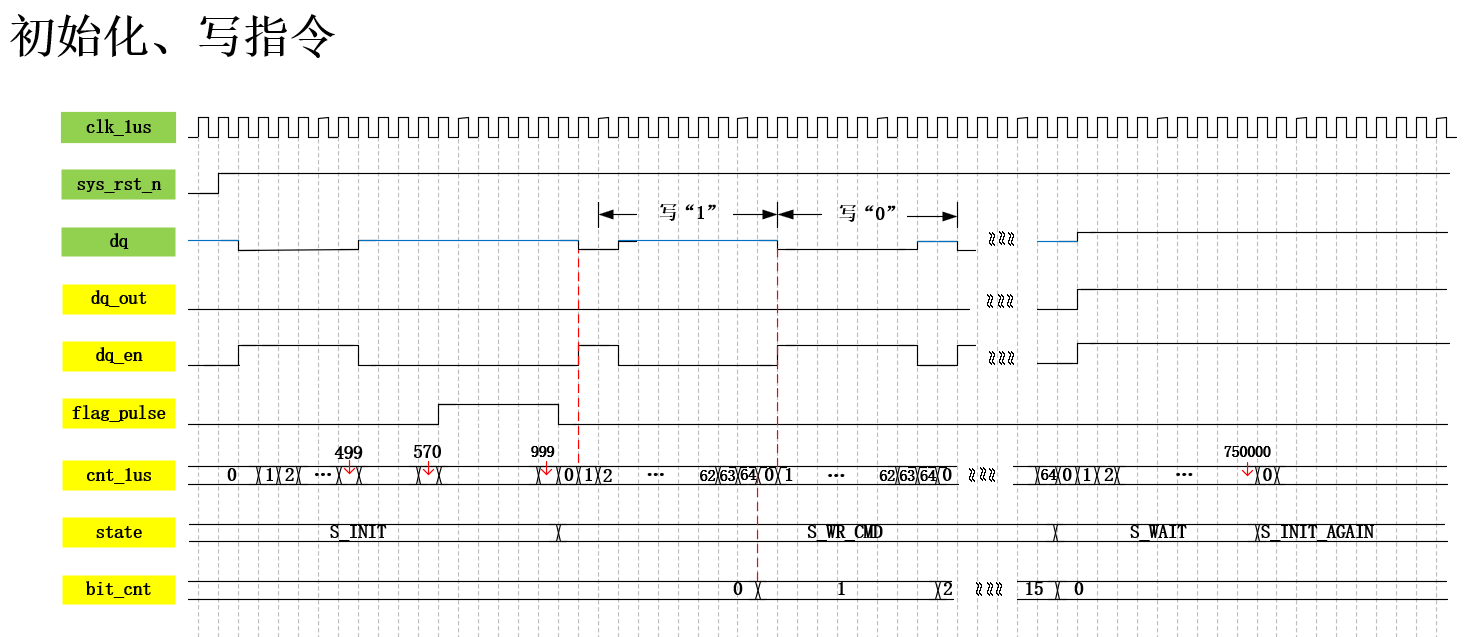 初始化、写指令
clk_1us
sys_rst_n
写“1” 写“0”
dq
dq_out
dq_en
flag_pulse
499 570 999 750000
cnt_1us 0 1 2 ··· 0 1 2 ··· 62 63 64 0 1 ··· 62 63 64 0 64 0 1 2 ··· 0
state S_INIT S_WR_CMD S_WAIT S_INIT_AGAIN
bit_cnt 0 1 2 15 0